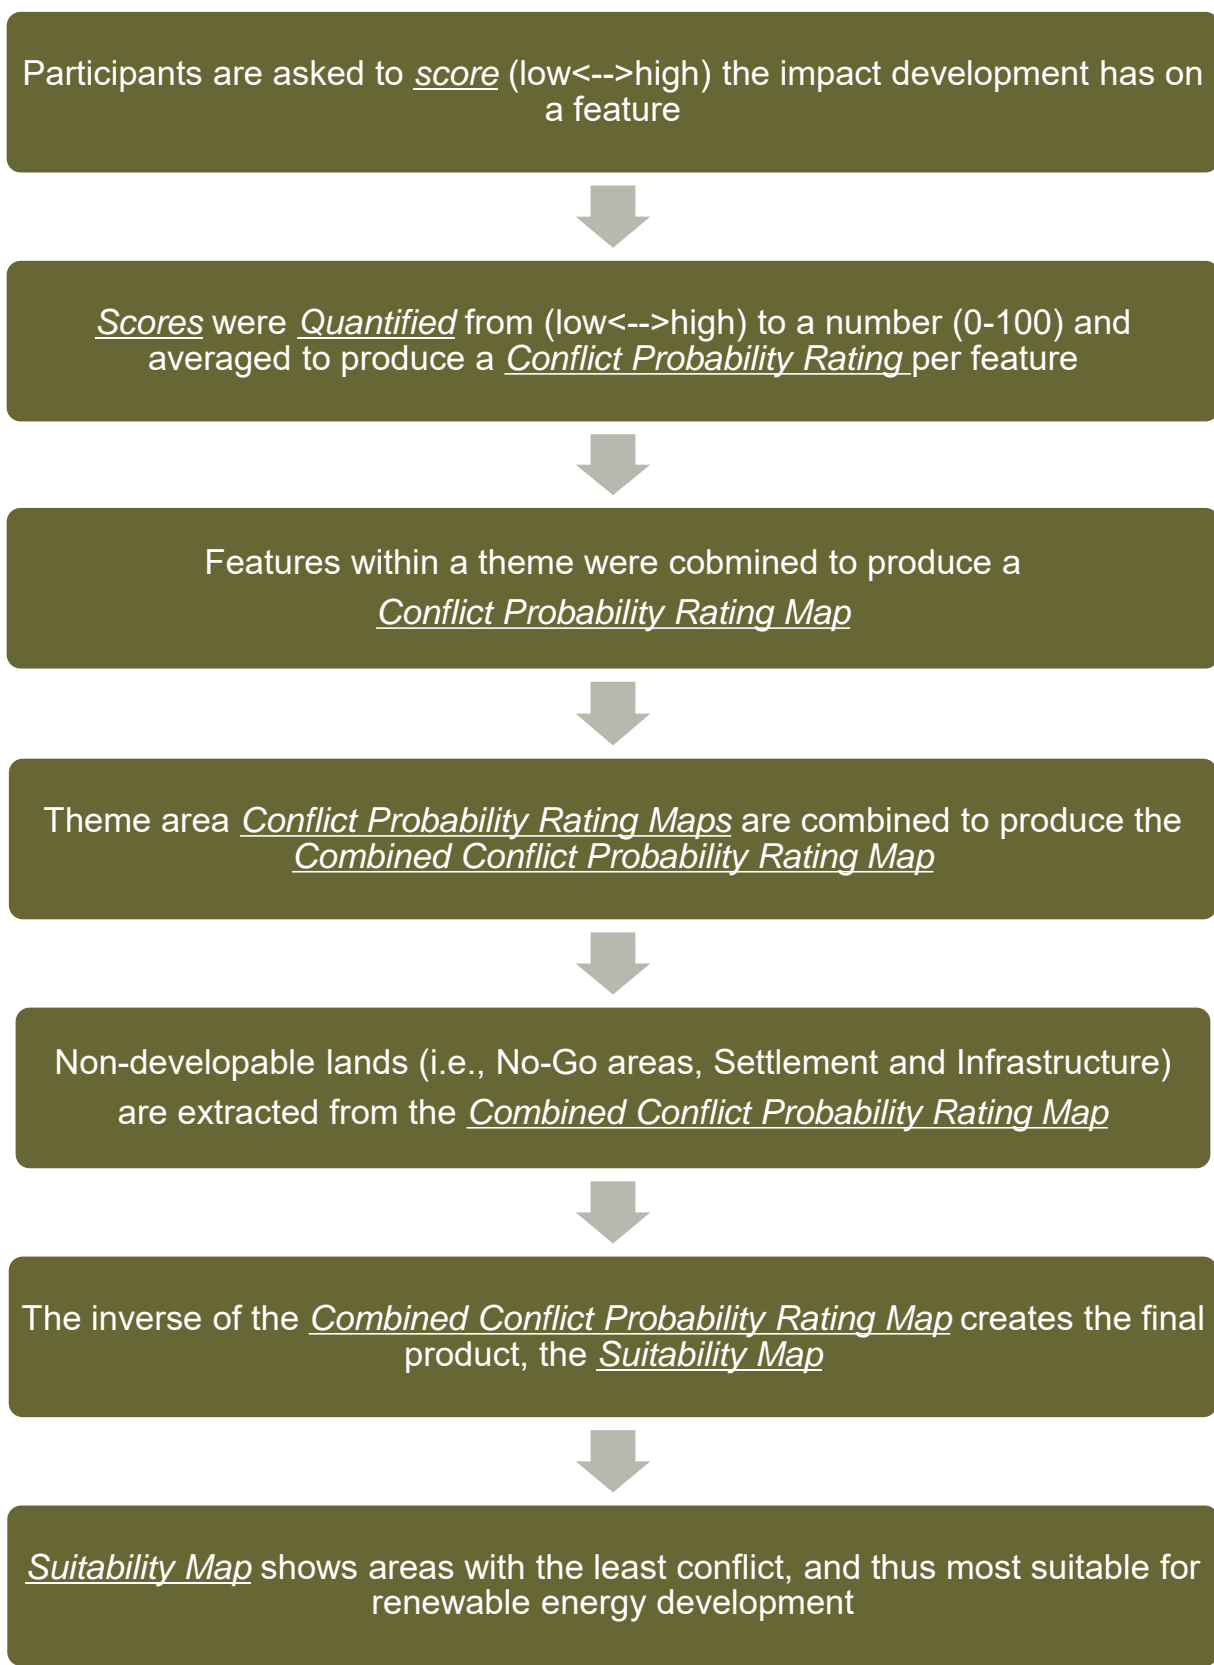 Participants are asked to score (low<-->high) the impact development has on
a feature
Scores were Quantified from (low<-->high) to a number (0-100) and
averaged to produce a Conflict Probability Rating per feature
Features within a theme were cobmined to produce a
Conflict Probability Rating Map
Theme area Conflict Probability Rating Maps are combined to produce the
Combined Conflict Probability Rating Map
Non-developable lands (i.e., No-Go areas, Settlement and Infrastructure)
are extracted from the Combined Conflict Probability Rating Map
The inverse of the Combined Conflict Probability Rating Map creates the final
product, the Suitability Map
Suitability Map shows areas with the least conflict, and thus most suitable for
renewable energy development